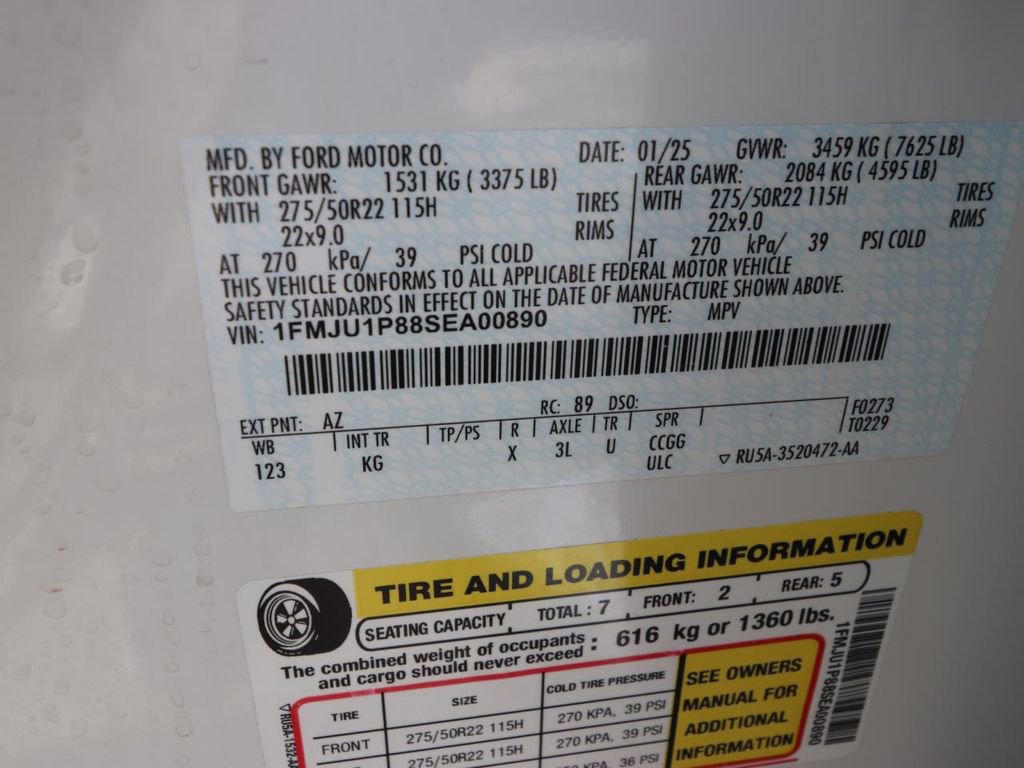 MFD. BY FORD MOTOR CO. DATE: 01/25 GVWR: 3459 KG ( 7625 LB)
FRONT GAWR: 1531 KG ( 3375 LB) REAR GAWR: 2084 KG ( 4595 LB)
WITH 275/50R22 115H TIRES WITH 275/50R22 115H TIRES
22x9.0 RIMS 22x9.0 RIMS
AT 270 kPa/ 39 PSI COLD AT 270 kPa/ 39 PSI COLD
THIS VEHICLE CONFORMS TO ALL APPLICABLE FEDERAL MOTOR VEHICLE
SAFETY STANDARDS IN EFFECT ON THE DATE OF MANUFACTURE SHOWN ABOVE.
VIN: 1FMJU1P88SEA00890 TYPE: MPV
EXT PNT: AZ RC: 89 DSO: F0273
WB INT TR TP/PS R AXLE TR SPR T0229
123 KG X 3L U CCGG
ULC ▽ RU5A-3520472-AA
TIRE AND LOADING INFORMATION
SEATING CAPACITY TOTAL : 7 FRONT: 2 REAR: 5
The combined weight of occupants
and cargo should never exceed : 616 kg or 1360 lbs.
TIRE SIZE COLD TIRE PRESSURE
FRONT 275/50R22 115H 270 KPA, 39 PSI
275/50R22 115H 270 KPA, 39 PSI
36 PSI
SEE OWNERS
MANUAL FOR
ADDITIONAL
INFORMATION
1FMJU1P88SEA00890